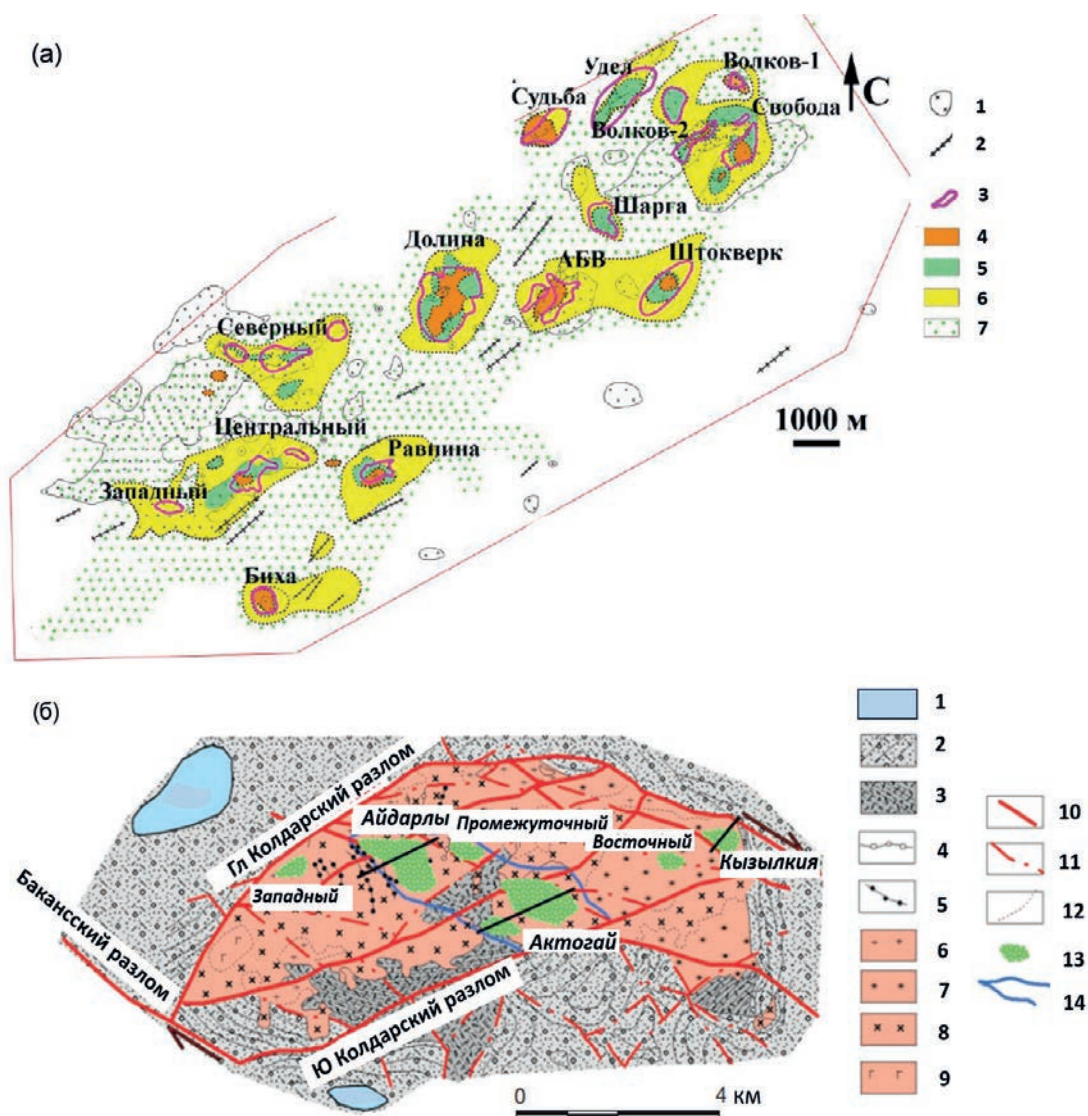 (а)
Удел
Волков-1
Судьба
С
Свобода
Волков-2
Шарга
Долина
АБВ
Штокверк
Северный
1000 м
Центральный
Равнина
Западный
Биха
1
2
3
4
5
6
7
(б)
Гл Колдарский разлом
Айдарлы
Промежуточный
Восточный
Кызылкия
Западный
Актогай
Бакансский разлом
Ю Колдарский разлом
0 4 км
1
2
3
4
5
6
7
8
9
10
11
12
13
14